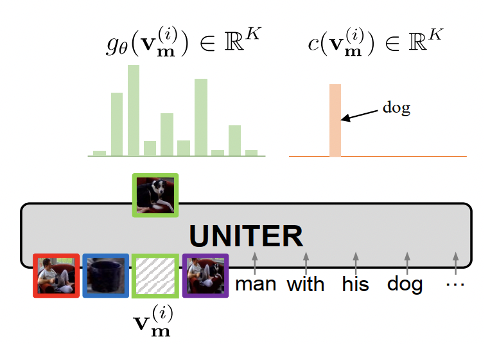 g_θ(v_m^(i)) ∈ ℝ^K c(v_m^(i)) ∈ ℝ^K
dog
UNITER
man with his dog ...
v_m^(i)